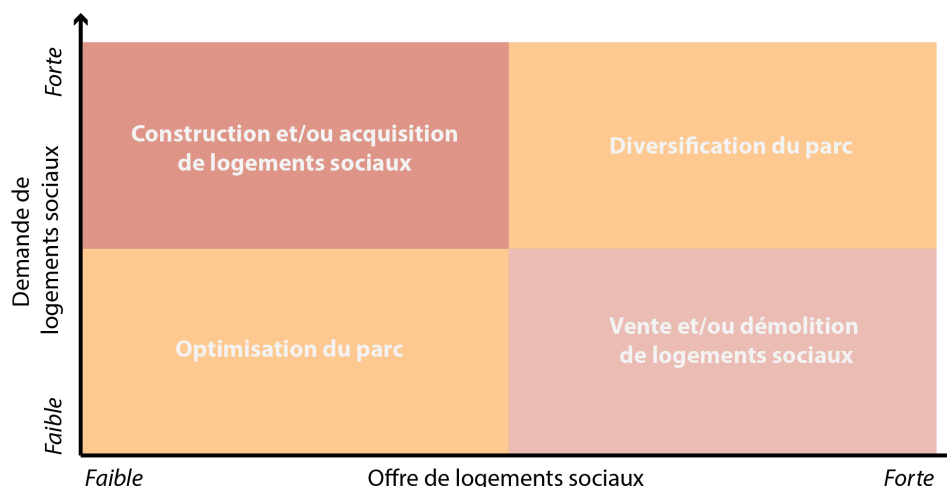 Forte
Construction et/ou acquisition
de logements sociaux
Diversification du parc
Demande de
logements sociaux
Optimisation du parc
Vente et/ou démolition
de logements sociaux
Faible
Faible
Offre de logements sociaux
Forte